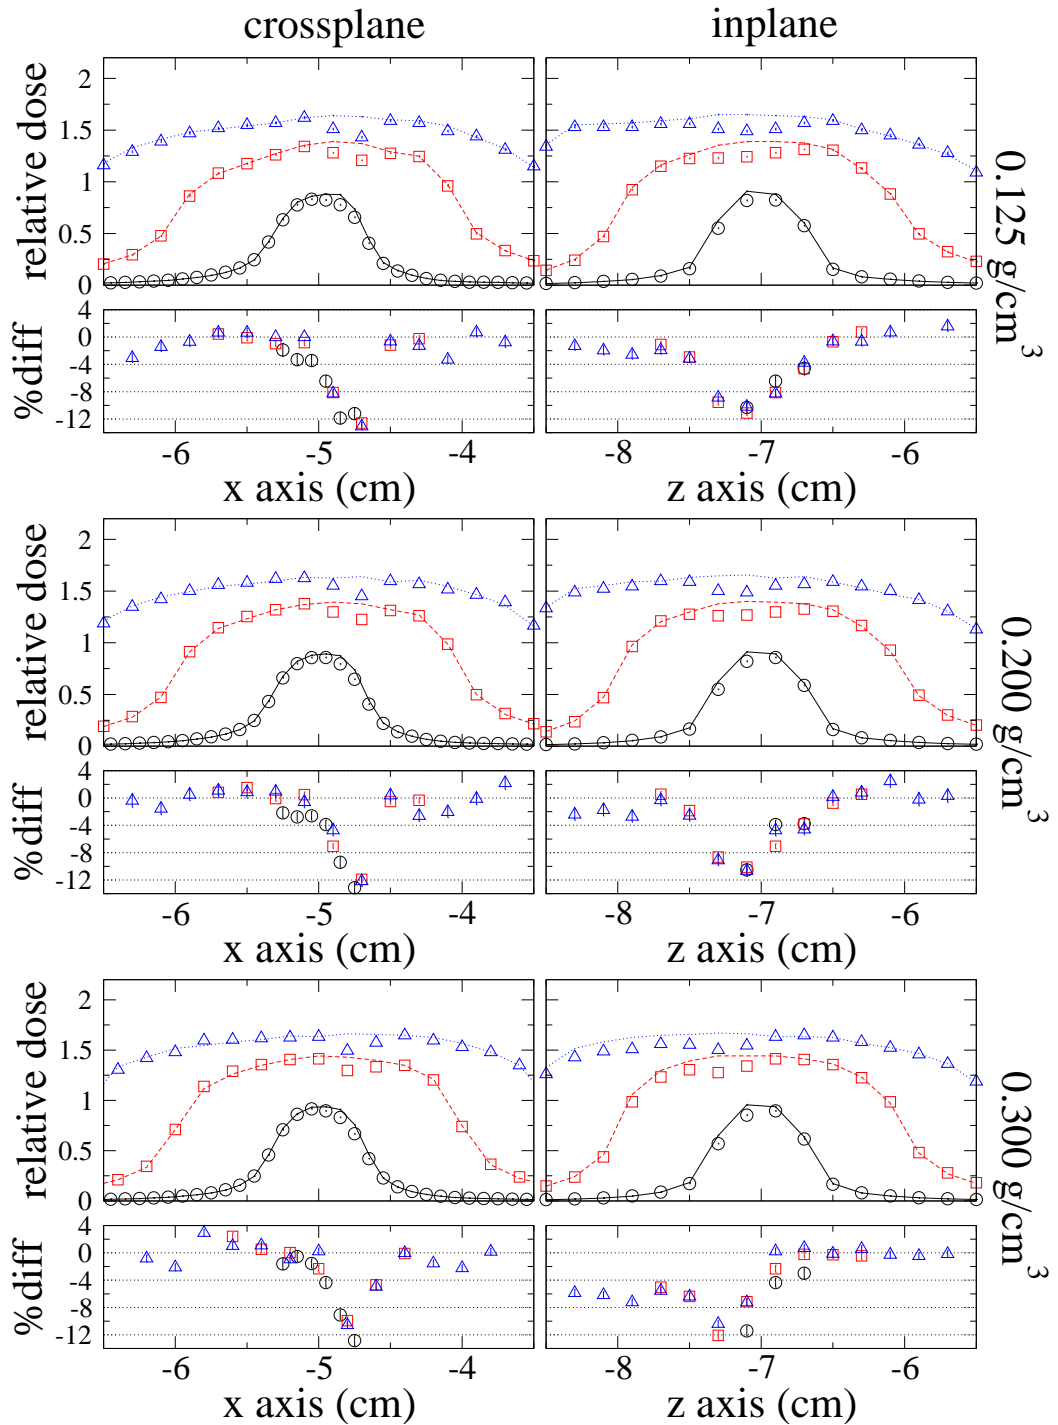 crossplane inplane
2
1.5
1
0.5
0
relative dose
0.125 g/cm3
4
0
-4
-8
-12
%diff
-6 -5 -4 -8 -7 -6
x axis (cm) z axis (cm)
2
1.5
1
0.5
0
relative dose
0.200 g/cm3
4
0
-4
-8
-12
%diff
-6 -5 -4 -8 -7 -6
x axis (cm) z axis (cm)
2
1.5
1
0.5
0
relative dose
0.300 g/cm3
4
0
-4
-8
-12
%diff
-6 -5 -4 -8 -7 -6
x axis (cm) z axis (cm)